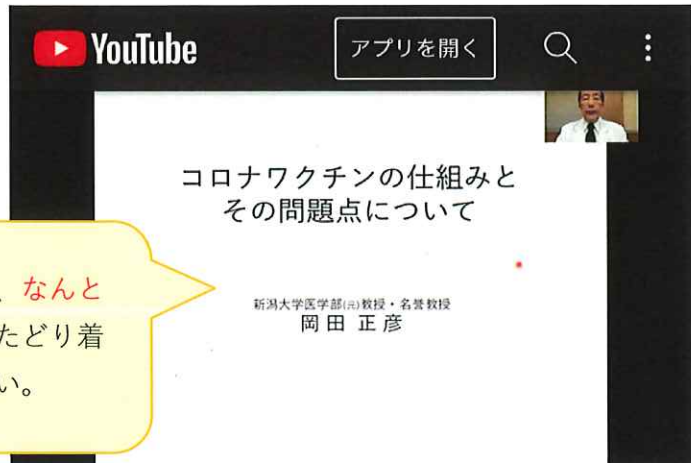 YouTube
アプリを開く
コロナワクチンの仕組みと
その問題点について
新潟大学医学部(元)教授・名誉教授
岡田 正彦
、なんと
たどり着
い。